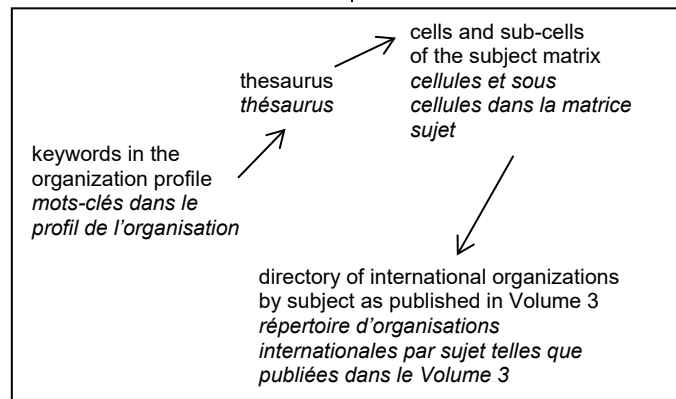 cells and sub-cells
of the subject matrix
cellules et sous
cellules dans la matrice
sujet
thesaurus
thésaurus
keywords in the
organization profile
mots-clés dans le
profil de l’organisation
directory of international organizations
by subject as published in Volume 3
répertoire d’organisations
internationales par sujet telles que
publiées dans le Volume 3